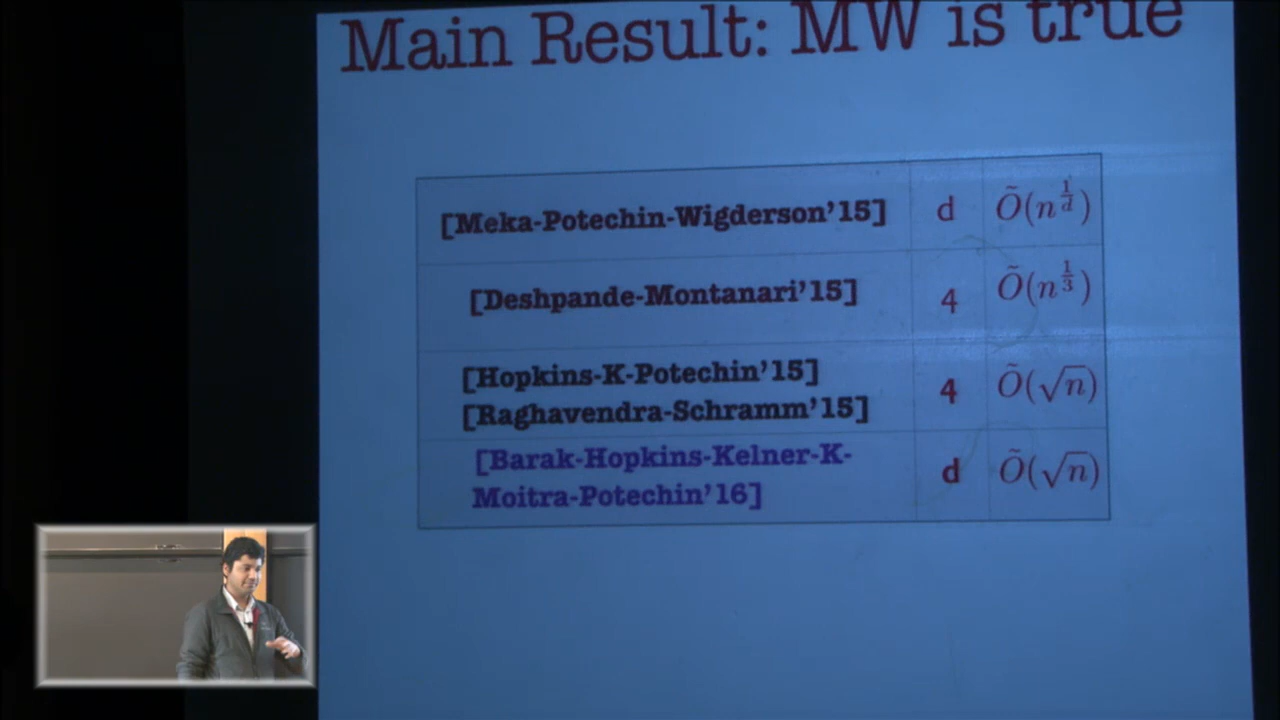 Main Result: MW is true
[Meka-Potechin-Wigderson'15] d Õ(n^{1/d})
[Deshpande-Montanari'15] 4 Õ(n^{1/3})
[Hopkins-K-Potechin'15]
[Raghavendra-Schramm'15] 4 Õ(√n)
[Barak-Hopkins-Kelner-K-
Moitra-Potechin'16] d Õ(√n)